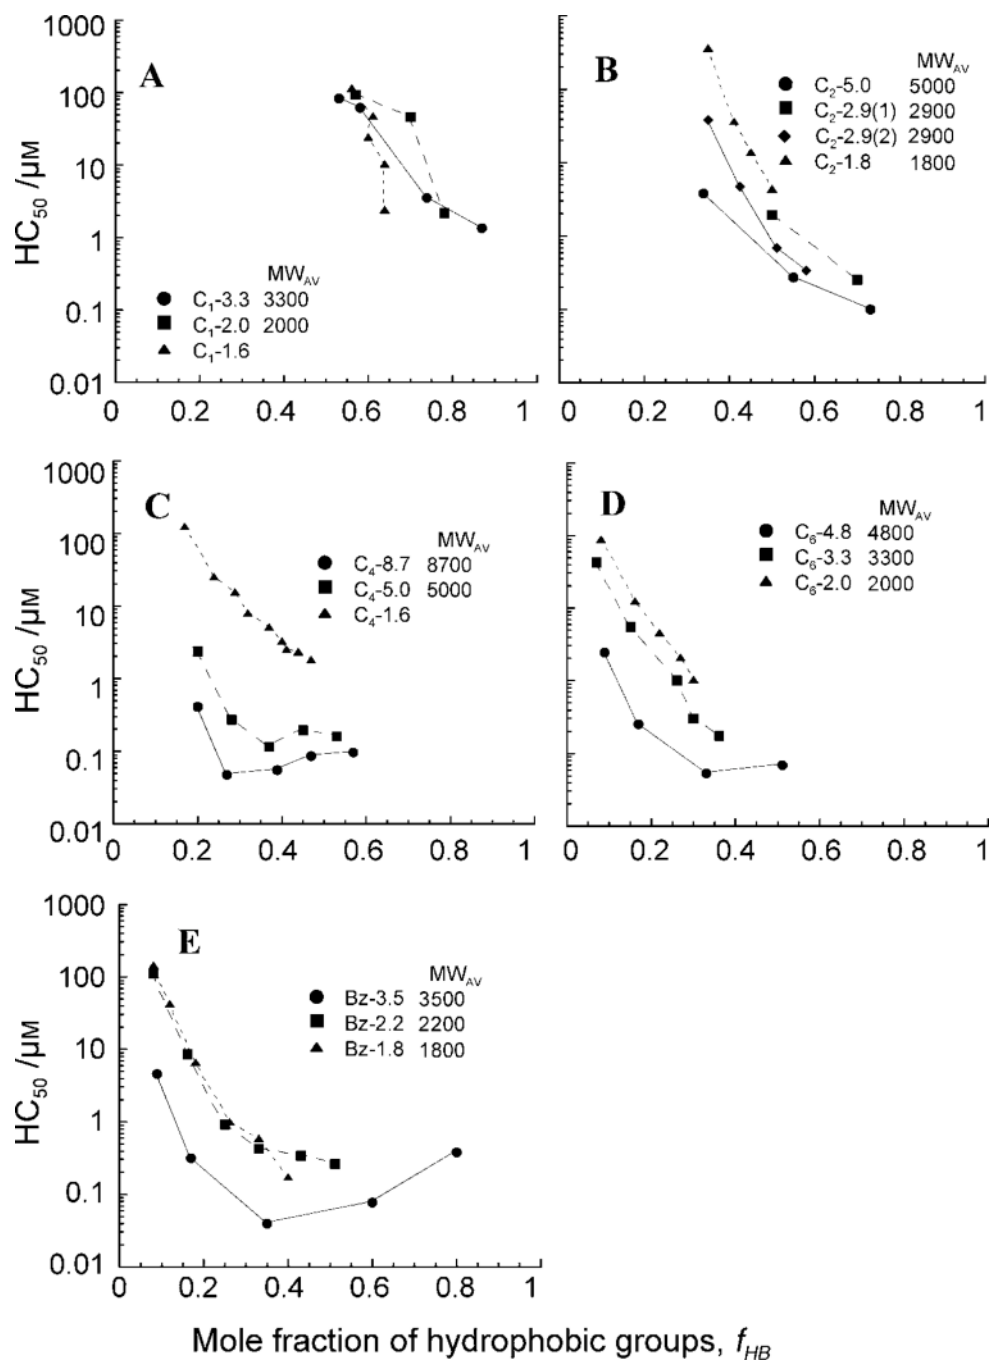 A
HC50 /µM
1000
100
10
1
0.1
0.01
MWAV
C1-3.3 3300
C1-2.0 2000
C1-1.6
0 0.2 0.4 0.6 0.8 1
B
MWAV
C2-5.0 5000
C2-2.9(1) 2900
C2-2.9(2) 2900
C2-1.8 1800
0 0.2 0.4 0.6 0.8 1
C
HC50 /µM
1000
100
10
1
0.1
0.01
MWAV
C4-8.7 8700
C4-5.0 5000
C4-1.6
0 0.2 0.4 0.6 0.8 1
D
MWAV
C6-4.8 4800
C6-3.3 3300
C6-2.0 2000
0 0.2 0.4 0.6 0.8 1
E
HC50 /µM
1000
100
10
1
0.1
0.01
MWAV
Bz-3.5 3500
Bz-2.2 2200
Bz-1.8 1800
0 0.2 0.4 0.6 0.8 1
Mole fraction of hydrophobic groups, fHB